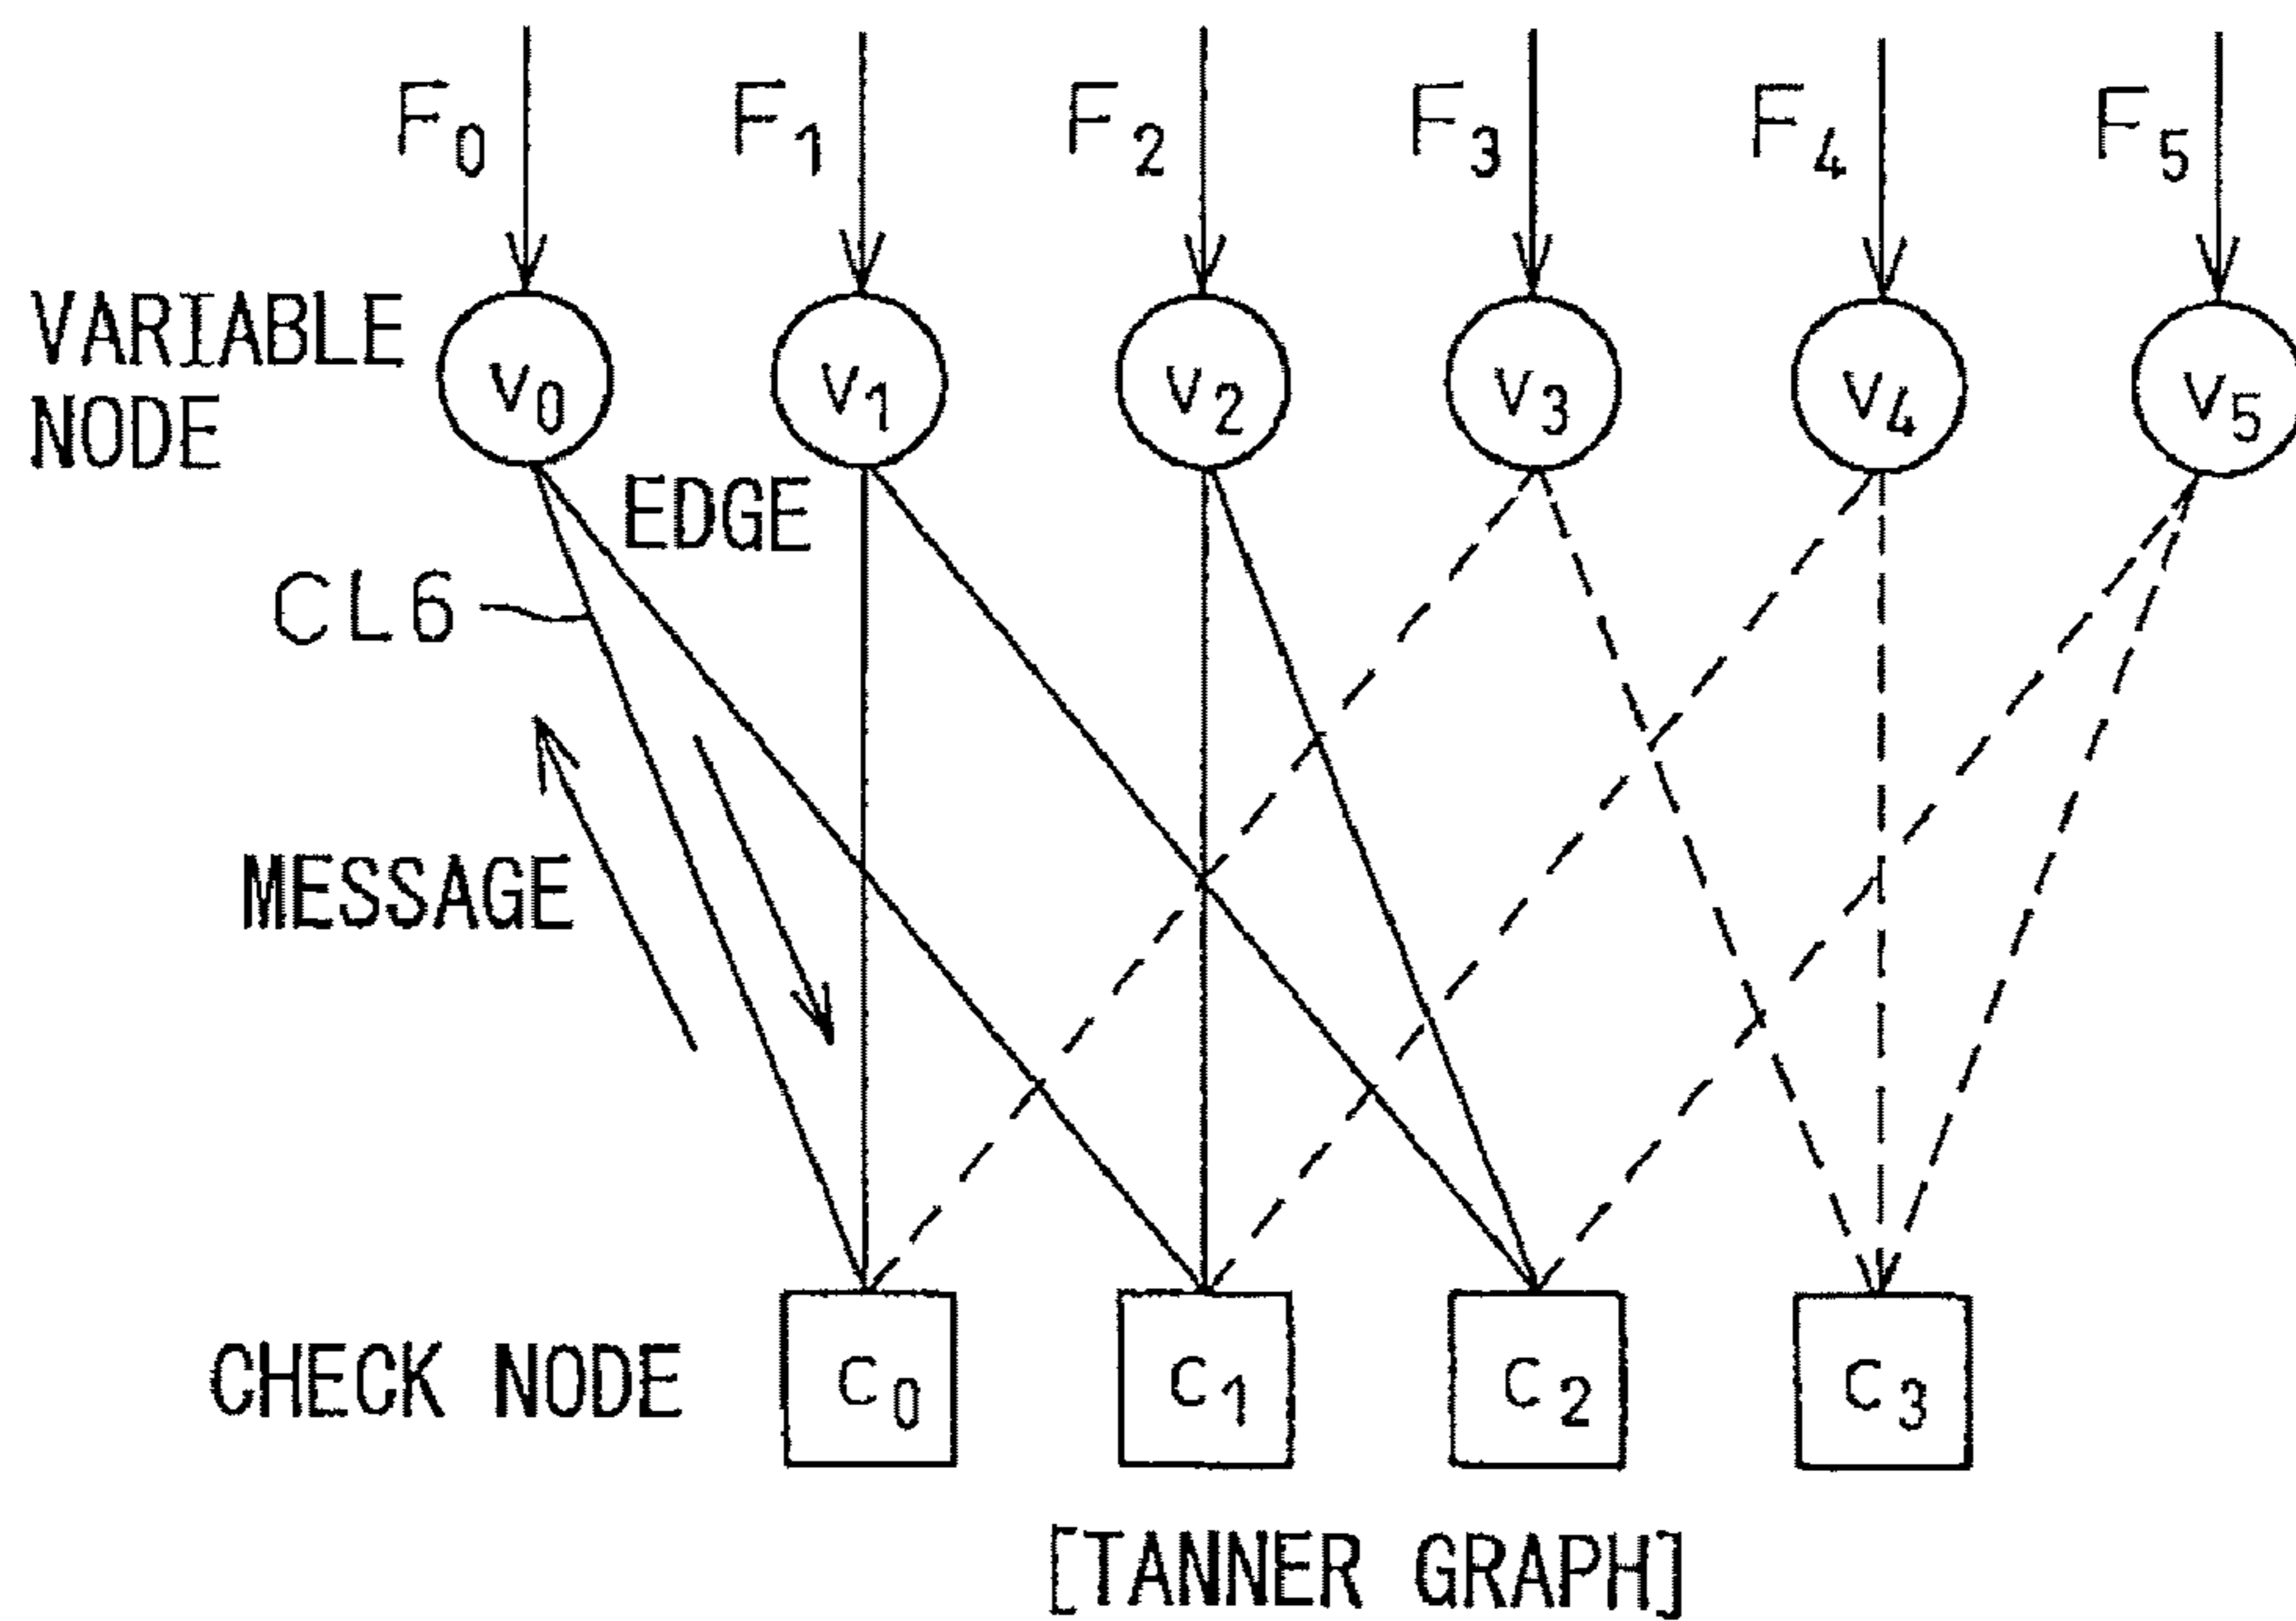 F0 F1 F2 F3 F4 F5
VARIABLE NODE
v0 v1 v2 v3 v4 v5
EDGE
CL6
MESSAGE
CHECK NODE
c0 c1 c2 c3
[TANNER GRAPH]